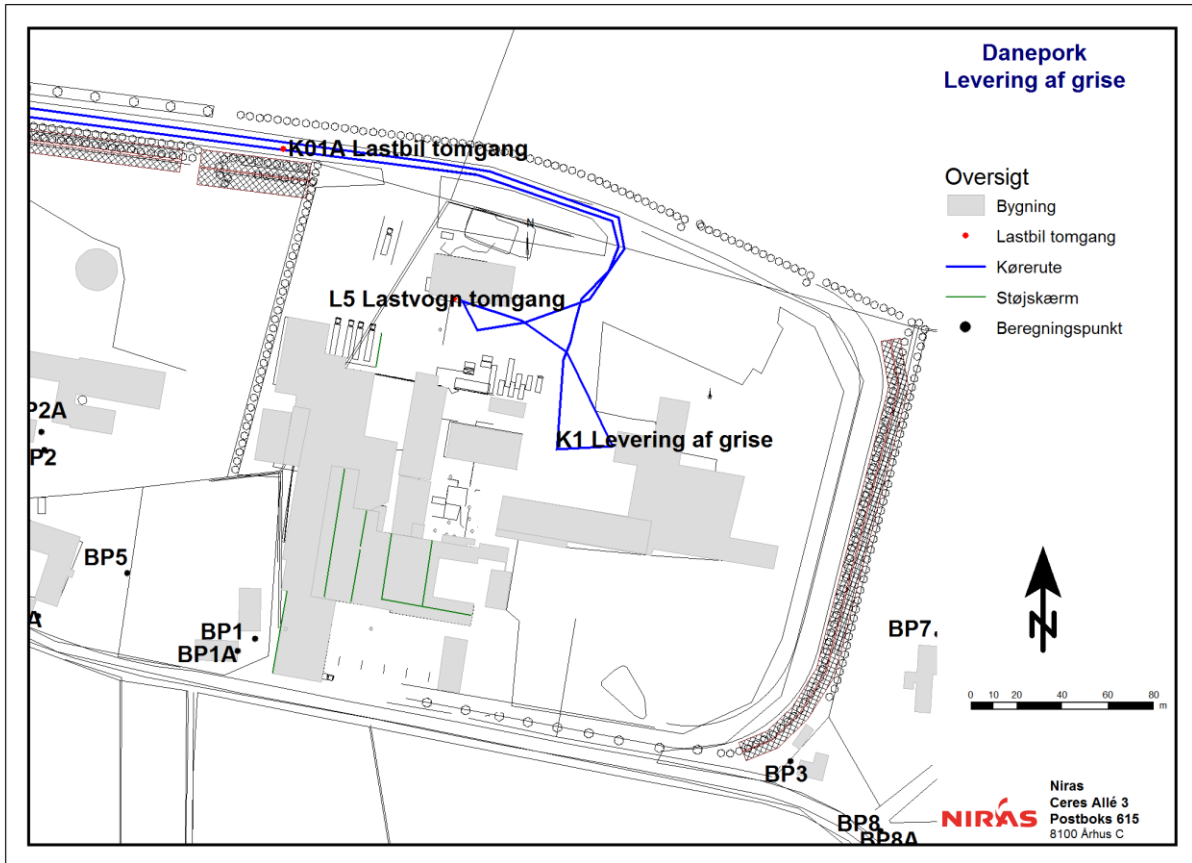 Danepork
Levering af grise
K01A Lastbil tomgang
Oversigt
Bygning
Lastbil tomgang
Kørerute
Støjskærm
Beregningspunkt
N
L5 Lastvogn tomgang
P2A
P2
K1 Levering af grise
BP5
A
BP1
BP1A
BP7
N
0 10 20 40 60 80
m
BP3
BP8
BP8A
NIRAS
Niras
Ceres Allé 3
Postboks 615
8100 Århus C